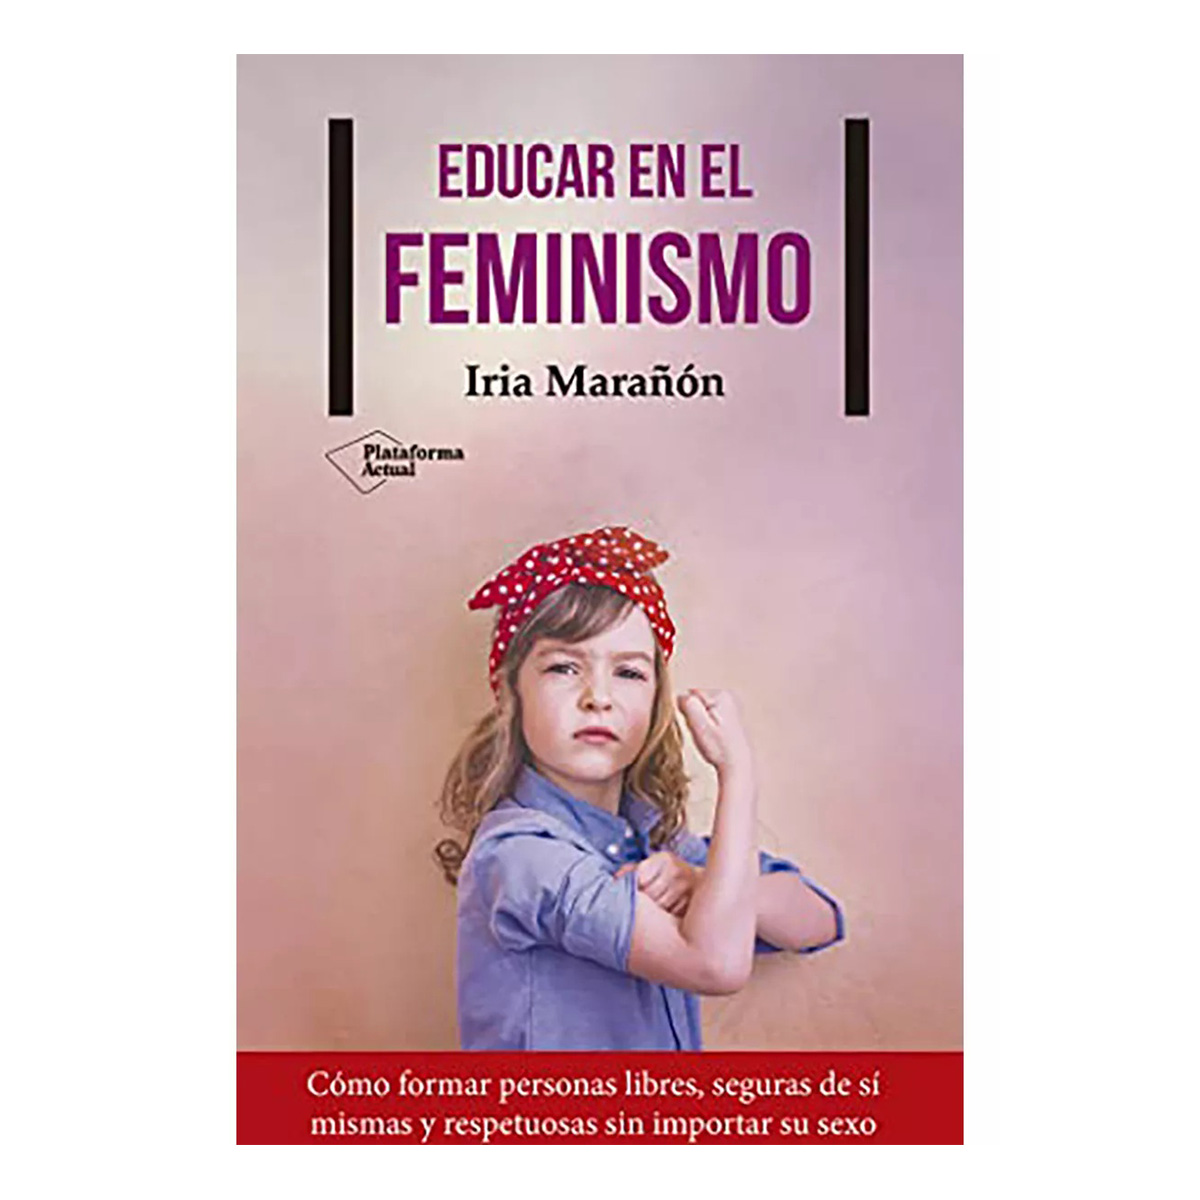 EDUCAR EN EL
FEMINISMO
Iria Marañón
Plataforma
Actual
Cómo formar personas libres, seguras de sí
mismas y respetuosas sin importar su sexo